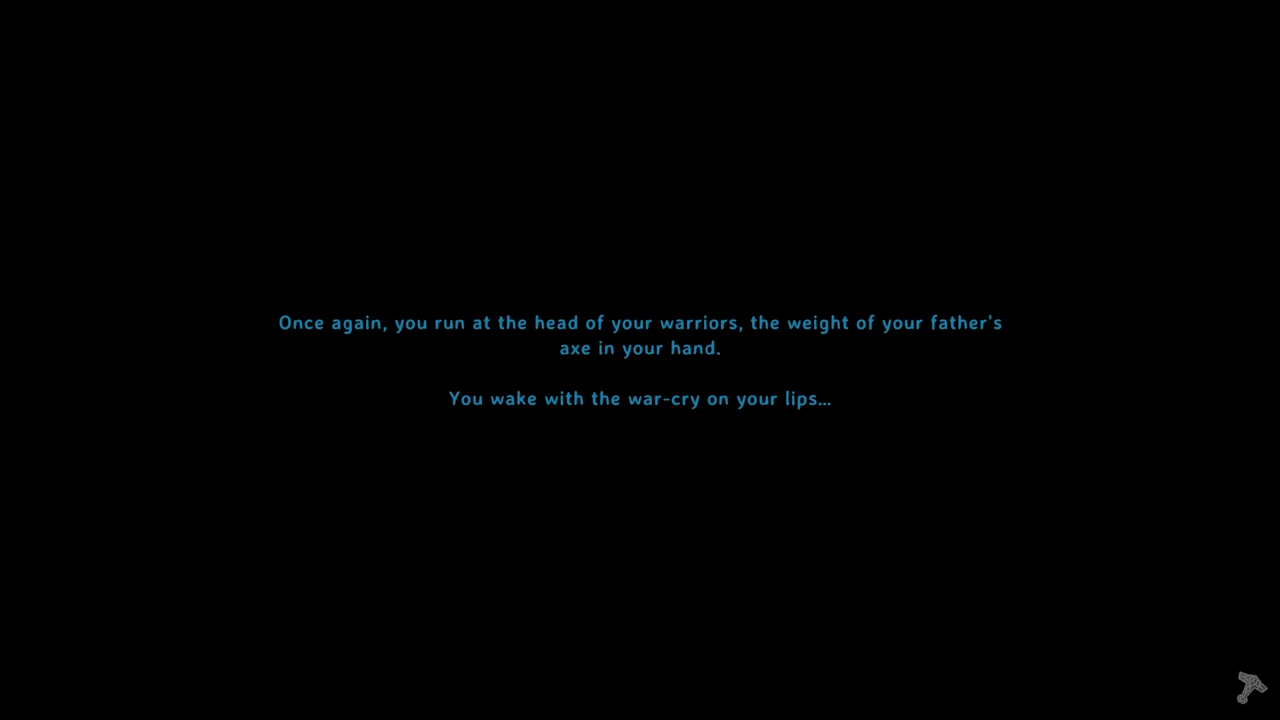 Once again, you run at the head of your warriors, the weight of your father's
axe in your hand.
You wake with the war-cry on your lips...